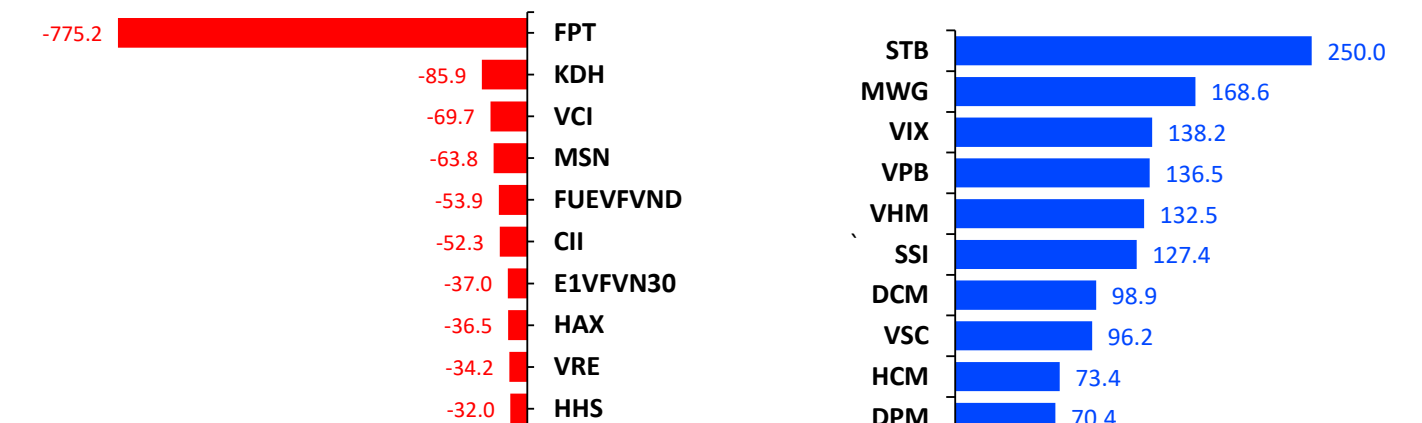 -775.2 FPT
-85.9 KDH
-69.7 VCI
-63.8 MSN
-53.9 FUEVFVND
-52.3 CII
-37.0 E1VFVN30
-36.5 HAX
-34.2 VRE
-32.0 HHS
STB 250.0
MWG 168.6
VIX 138.2
VPB 136.5
VHM 132.5
`
SSI 127.4
DCM 98.9
VSC 96.2
HCM 73.4
DPM 70.4